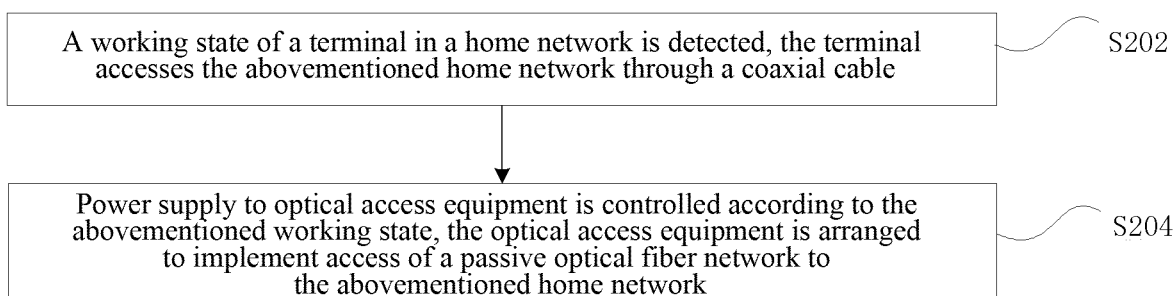 A working state of a terminal in a home network is detected, the terminal
accesses the abovementioned home network through a coaxial cable
S202
Power supply to optical access equipment is controlled according to the
abovementioned working state, the optical access equipment is arranged
to implement access of a passive optical fiber network to
the abovementioned home network
S204